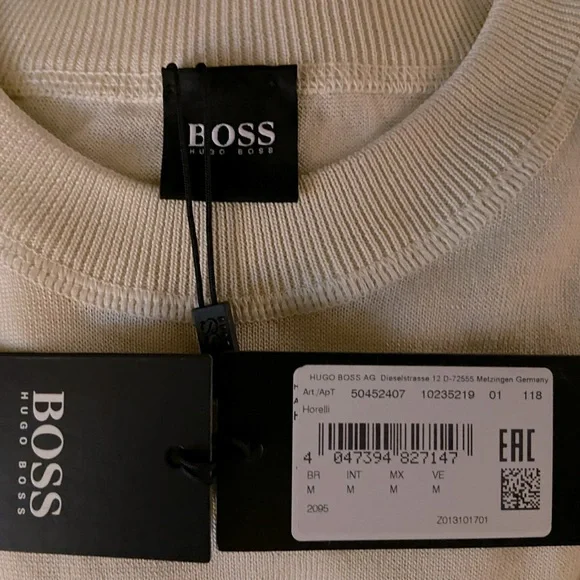 BOSS
HUGO BOSS
BOSS
HUGO BOSS
HUGO BOSS AG Dieselstrasse 12 D-72555 Metzingen Germany
Art./Apт 50452407 10235219 01 118
Horelli
4 047394 827147
EAC
BR INT MX VE
M M M M
2095
Z013101701